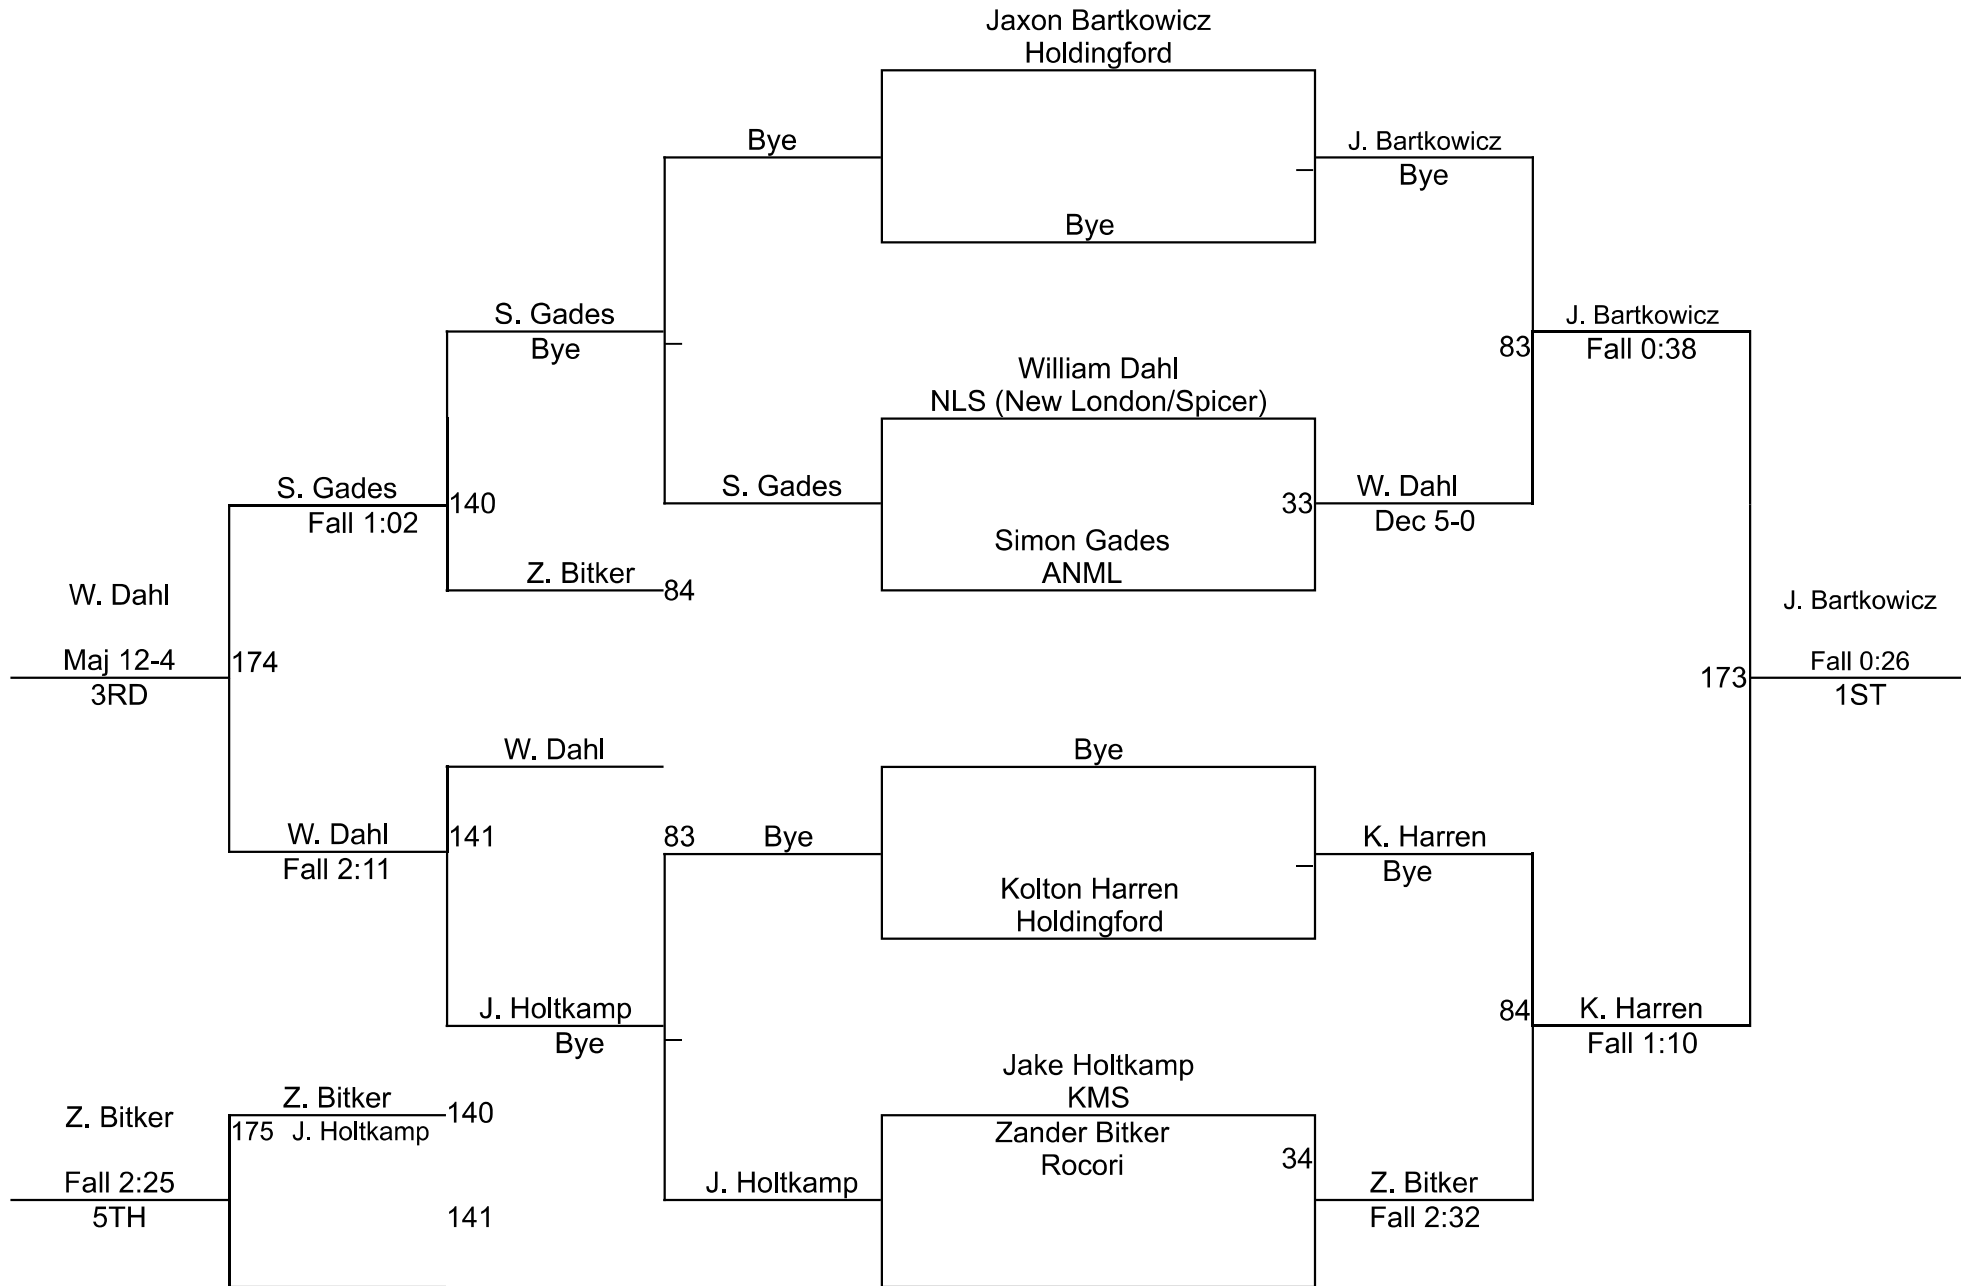 Jaxon Bartkowicz
Holdingford
Bye
J. Bartkowicz
Bye
Bye
S. Gades
Bye
J. Bartkowicz
83
Fall 0:38
William Dahl
NLS (New London/Spicer)
S. Gades
140
Fall 1:02
S. Gades
33
W. Dahl
Dec 5-0
Simon Gades
ANML
Z. Bitker
84
W. Dahl
J. Bartkowicz
Maj 12-4
174
3RD
173
Fall 0:26
1ST
W. Dahl
Bye
W. Dahl
141
Fall 2:11
83
Bye
K. Harren
Bye
Kolton Harren
Holdingford
J. Holtkamp
Bye
84
K. Harren
Fall 1:10
Jake Holtkamp
KMS
Z. Bitker
Z. Bitker
140
175 J. Holtkamp
Zander Bitker
Rocori
34
Fall 2:25
5TH
141
J. Holtkamp
Z. Bitker
Fall 2:32